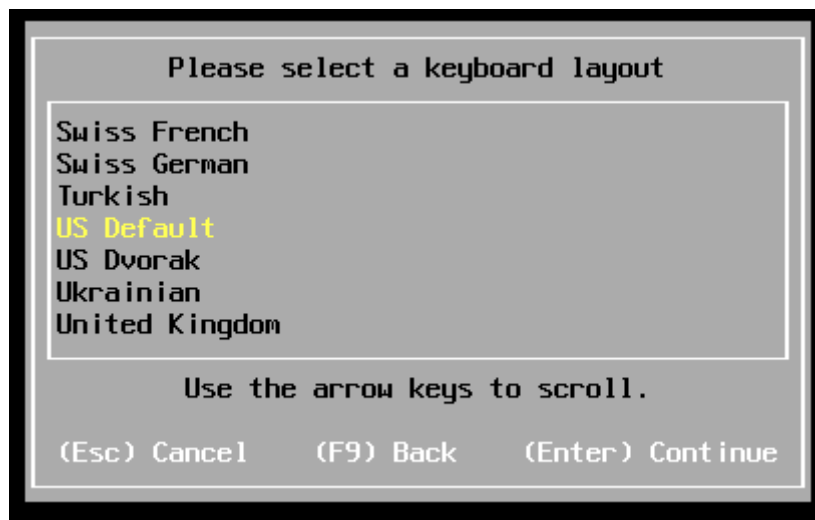 Please select a keyboard layout
Swiss French
Swiss German
Turkish
US Default
US Dvorak
Ukrainian
United Kingdom
Use the arrow keys to scroll.
(Esc) Cancel (F9) Back (Enter) Continue